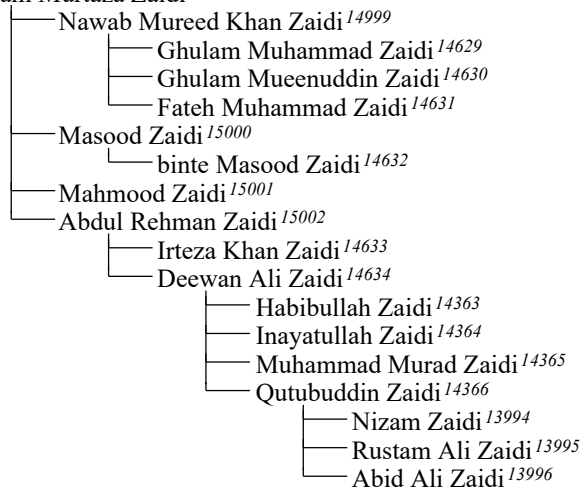 Nawab Mureed Khan Zaidi 14999
Ghulam Muhammad Zaidi 14629
Ghulam Mueenuddin Zaidi 14630
Fateh Muhammad Zaidi 14631
Masood Zaidi 15000
binte Masood Zaidi 14632
Mahmood Zaidi 15001
Abdul Rehman Zaidi 15002
Irteza Khan Zaidi 14633
Deewan Ali Zaidi 14634
Habibullah Zaidi 14363
Inayatullah Zaidi 14364
Muhammad Murad Zaidi 14365
Qutubuddin Zaidi 14366
Nizam Zaidi 13994
Rustam Ali Zaidi 13995
Abid Ali Zaidi 13996